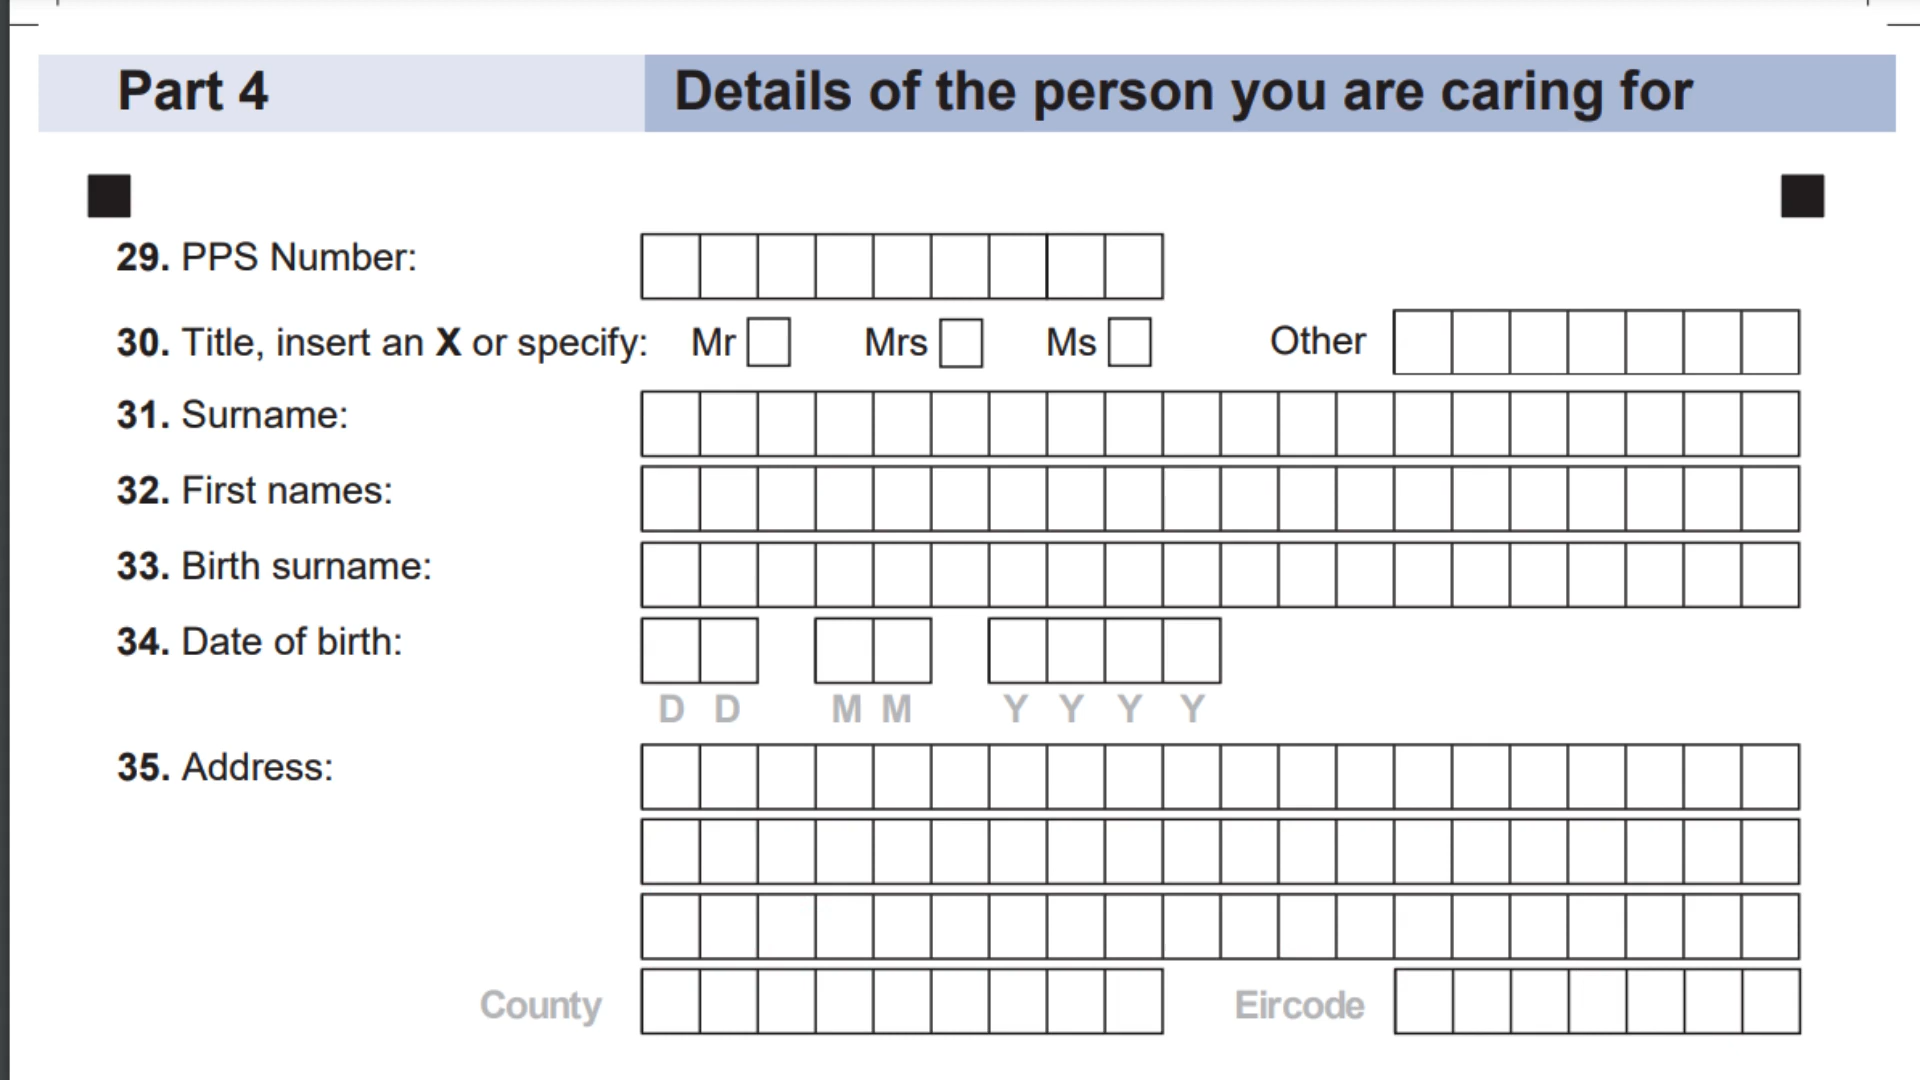 Part 4 Details of the person you are caring for
29. PPS Number:
30. Title, insert an X or specify: Mr Mrs Ms Other
31. Surname:
32. First names:
33. Birth surname:
34. Date of birth:
D D M M Y Y Y Y
35. Address:
County Eircode